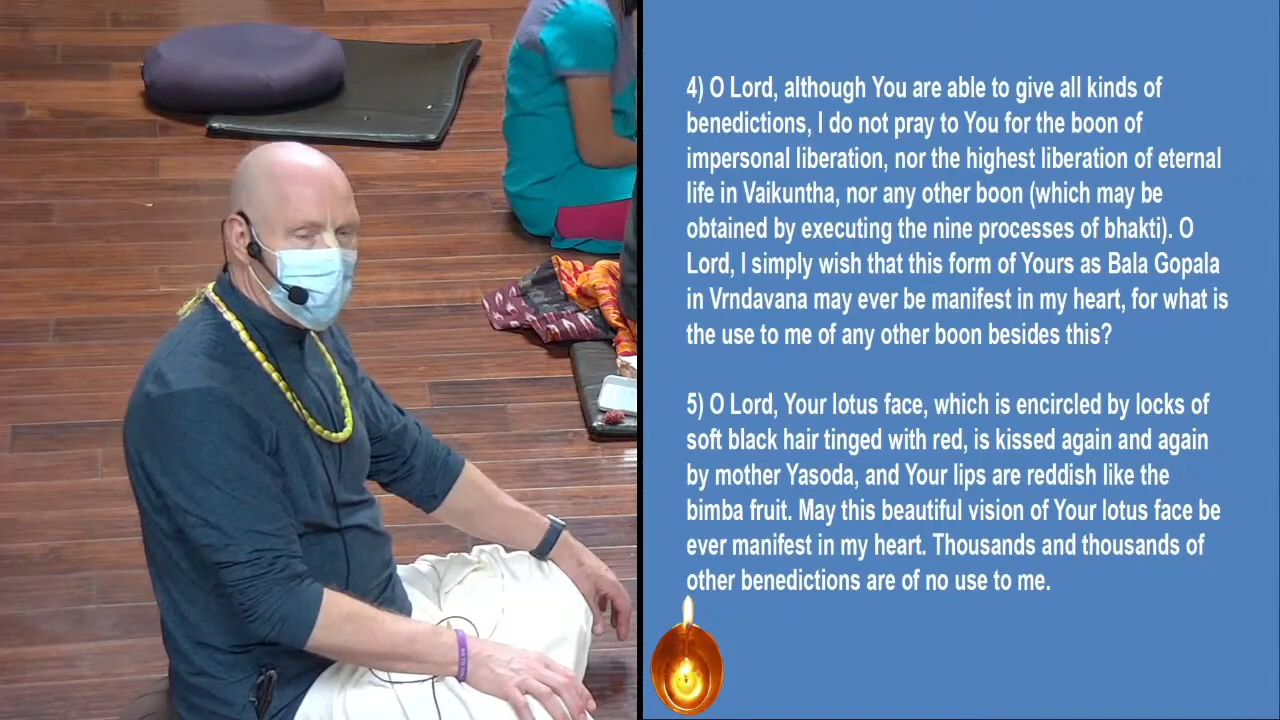 4) O Lord, although You are able to give all kinds of
benedictions, I do not pray to You for the boon of
impersonal liberation, nor the highest liberation of eternal
life in Vaikuntha, nor any other boon (which may be
obtained by executing the nine processes of bhakti). O
Lord, I simply wish that this form of Yours as Bala Gopala
in Vrndavana may ever be manifest in my heart, for what is
the use to me of any other boon besides this?
5) O Lord, Your lotus face, which is encircled by locks of
soft black hair tinged with red, is kissed again and again
by mother Yasoda, and Your lips are reddish like the
bimba fruit. May this beautiful vision of Your lotus face be
ever manifest in my heart. Thousands and thousands of
other benedictions are of no use to me.